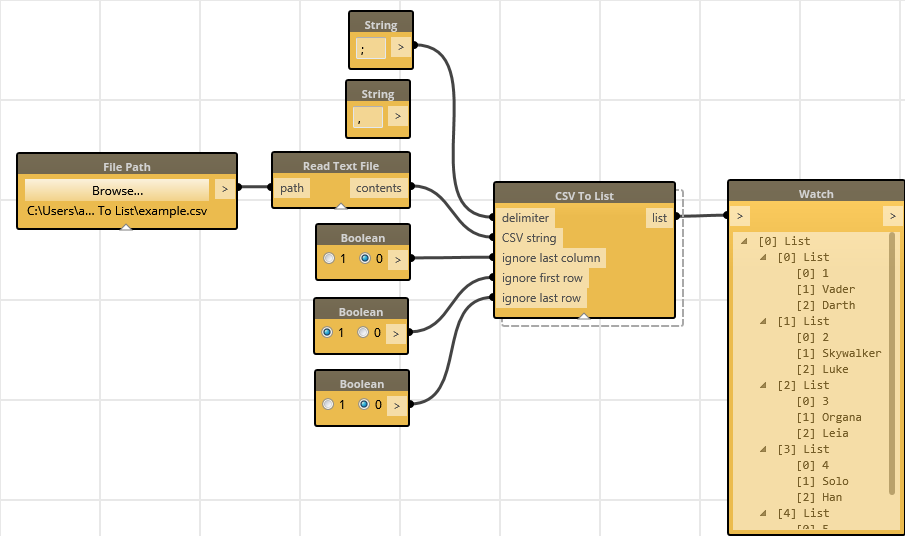 String
; >
String
, >
File Path
Browse... >
C:\Users\a... To List\example.csv
Read Text File
path contents
Boolean
1 0 >
Boolean
1 0 >
Boolean
1 0 >
CSV To List
delimiter list
CSV string
ignore last column
ignore first row
ignore last row
Watch
> >
[0] List
[0] List
[0] 1
[1] Vader
[2] Darth
[1] List
[0] 2
[1] Skywalker
[2] Luke
[2] List
[0] 3
[1] Organa
[2] Leia
[3] List
[0] 4
[1] Solo
[2] Han
[4] List
[0] 5